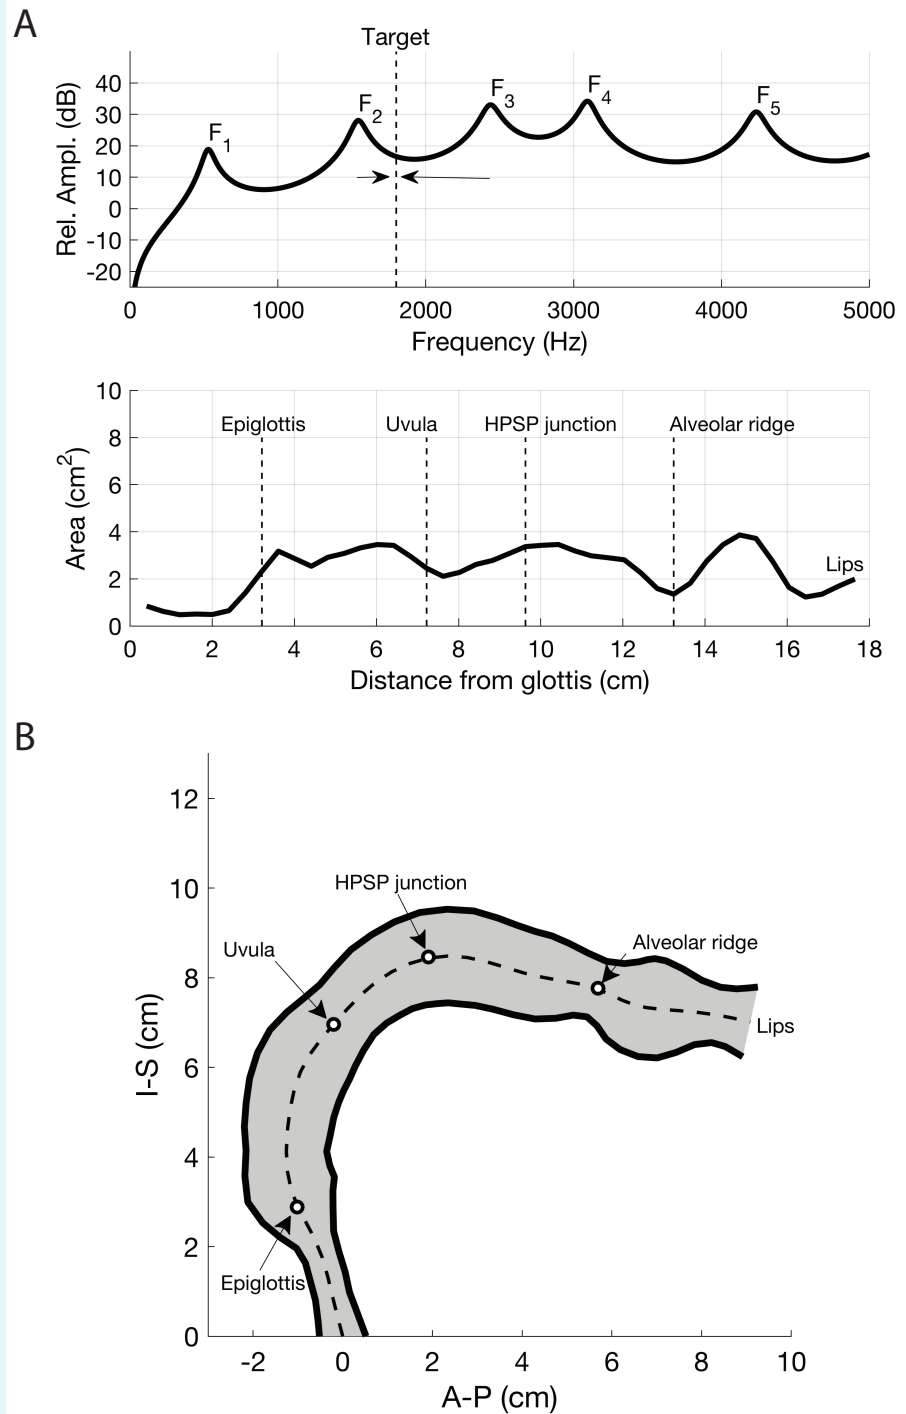 A
Target
F1
F2
F3
F4
F5
Rel. Ampl. (dB)
40
30
20
10
0
-10
-20
0 1000 2000 3000 4000 5000
Frequency (Hz)
Area (cm2)
10
8
6
4
2
0
Epiglottis Uvula HPSP junction Alveolar ridge
Lips
0 2 4 6 8 10 12 14 16 18
Distance from glottis (cm)
B
I-S (cm)
12
10
8
6
4
2
0
HPSP junction
Uvula
Alveolar ridge
Lips
Epiglottis
-2 0 2 4 6 8 10
A-P (cm)